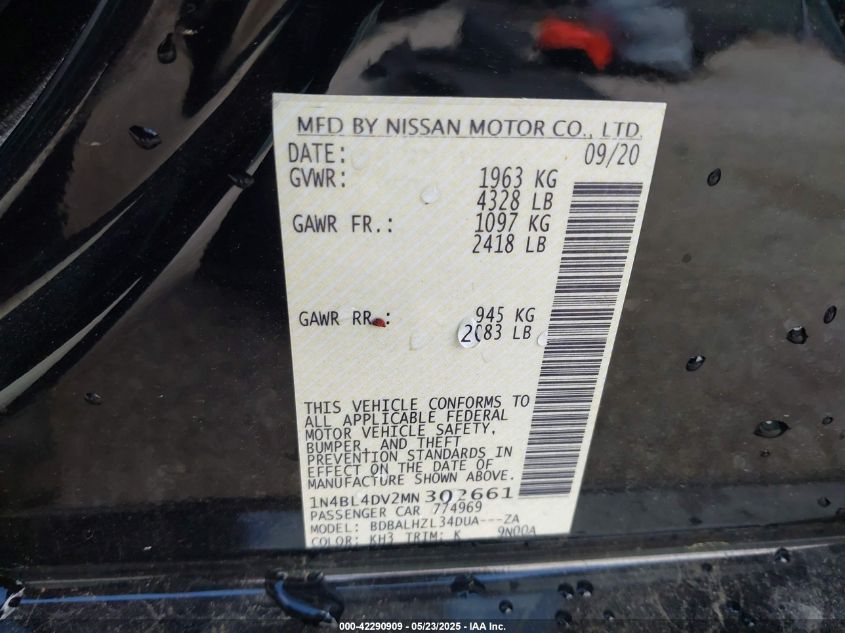 MFD BY NISSAN MOTOR CO., LTD.
DATE: 09/20
GVWR: 1963 KG
4328 LB
GAWR FR.: 1097 KG
2418 LB
GAWR RR.: 945 KG
2083 LB
THIS VEHICLE CONFORMS TO
ALL APPLICABLE FEDERAL
MOTOR VEHICLE SAFETY,
BUMPER, AND THEFT
PREVENTION STANDARDS IN
EFFECT ON THE DATE OF
MANUFACTURE SHOWN ABOVE.
1N4BL4DV2MN302661
PASSENGER CAR 774969
MODEL: BDBALHZL34DUA---ZA
COLOR: KH3 TRIM: K 9N00A
000-42290909 - 05/23/2025 - IAA Inc.